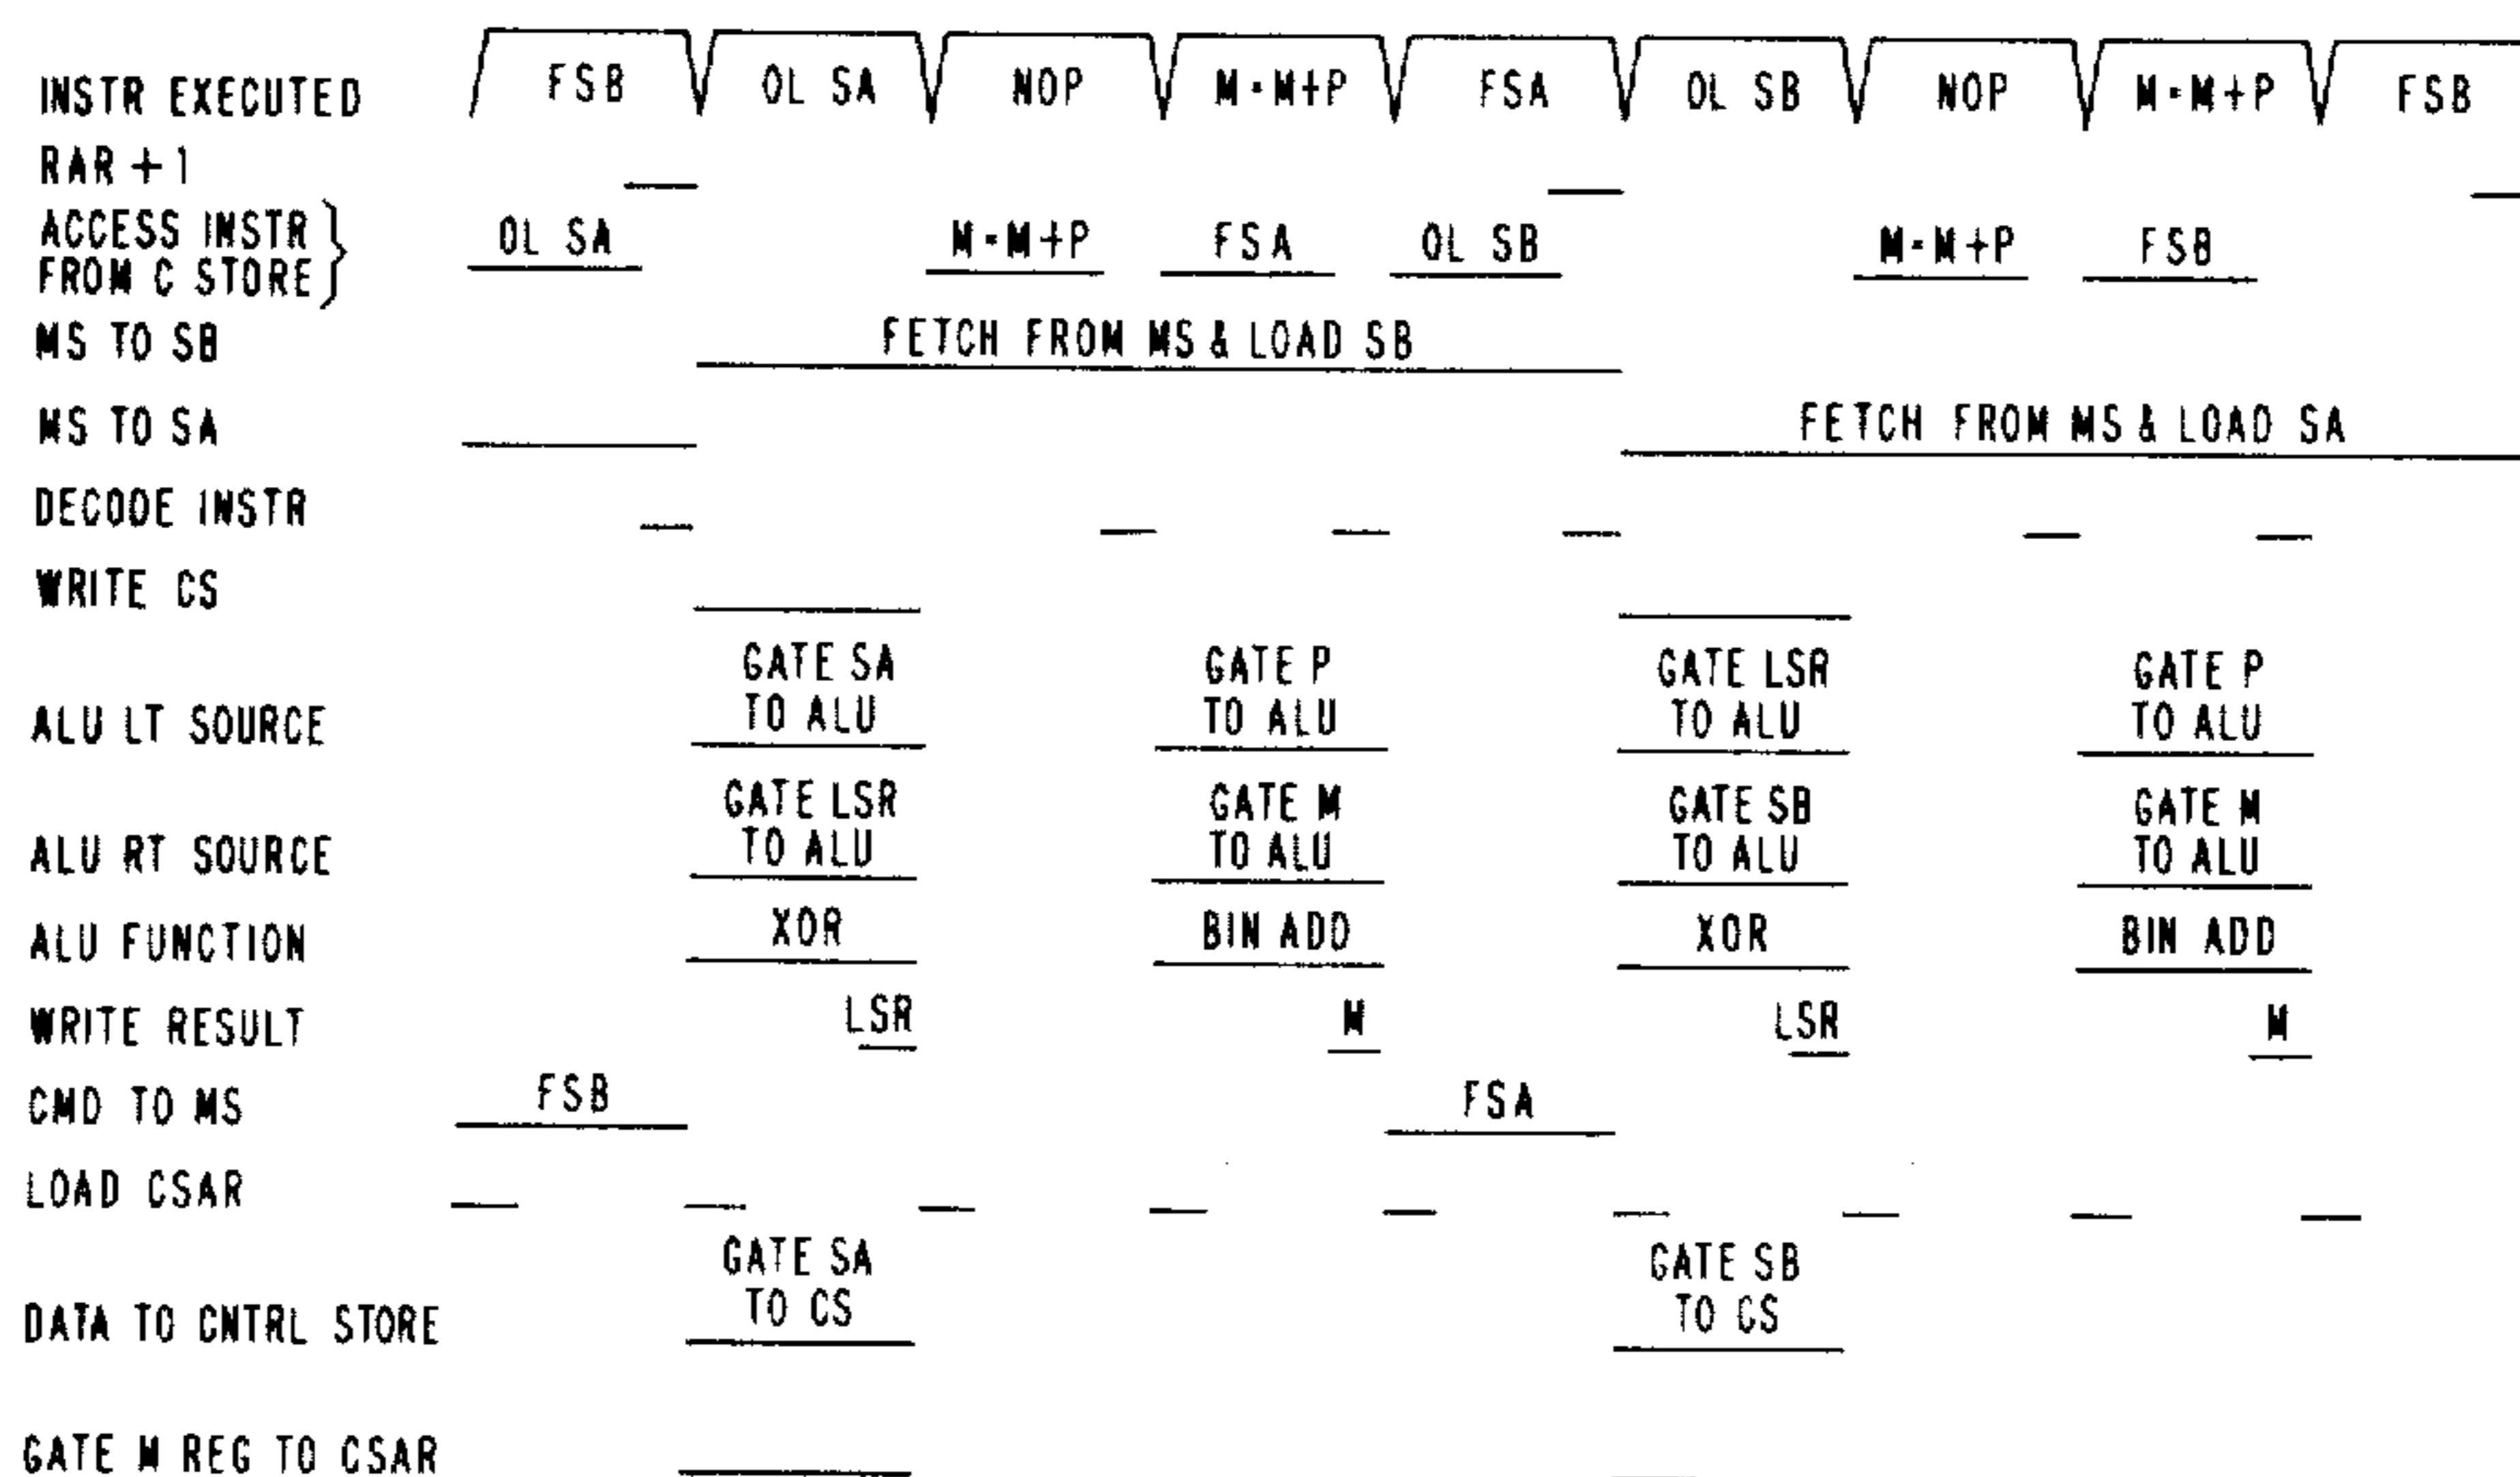 INSTR EXECUTED FSB OL SA NOP M=M+P FSA OL SB NOP M=M+P FSB
RAR +1
ACCESS INSTR
FROM C STORE
OL SA M=M+P FSA OL SB M=M+P FSB
MS TO SB FETCH FROM MS & LOAD SB
MS TO SA FETCH FROM MS & LOAD SA
DECODE INSTR
WRITE CS
GATE SA GATE P GATE LSR GATE P
ALU LT SOURCE TO ALU TO ALU TO ALU TO ALU
GATE LSR GATE M GATE SB GATE M
ALU RT SOURCE TO ALU TO ALU TO ALU TO ALU
ALU FUNCTION XOR BIN ADD XOR BIN ADD
WRITE RESULT LSR M LSR M
CMD TO MS FSB FSA
LOAD CSAR
GATE SA GATE SB
TO CS TO CS
DATA TO CNTRL STORE
GATE M REG TO CSAR